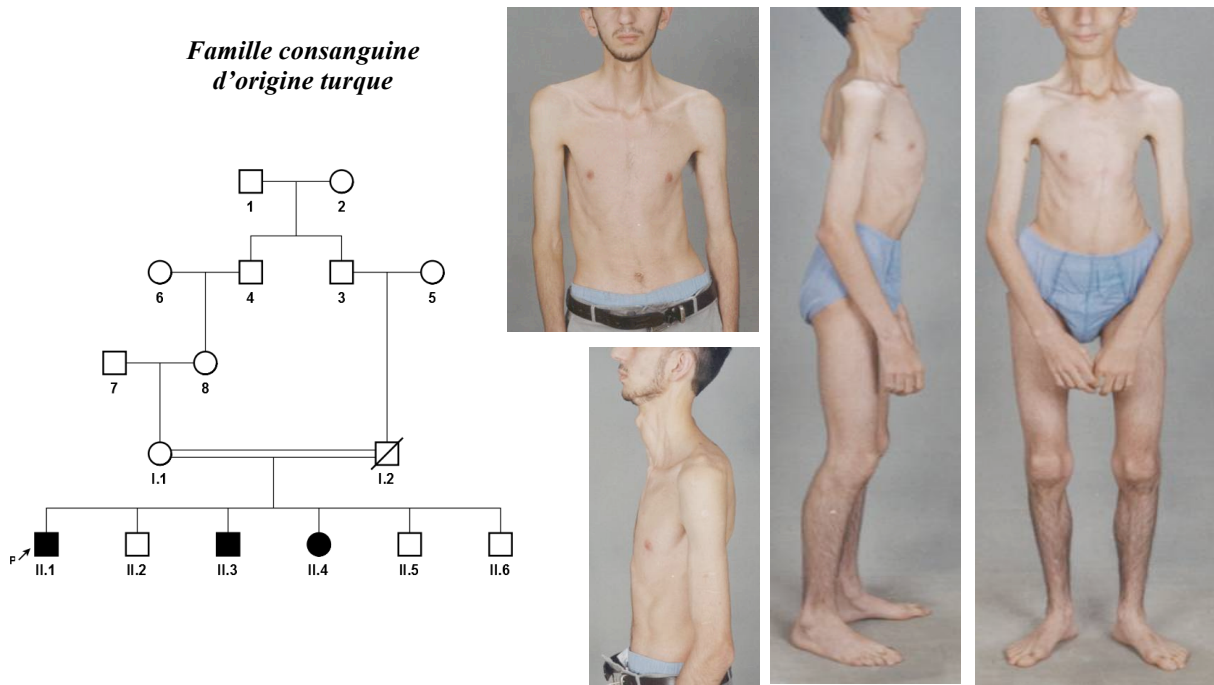 Famille consanguine
d’origine turque
1 2
6 4 3 5
7 8
I.1 I.2
P
II.1 II.2 II.3 II.4 II.5 II.6